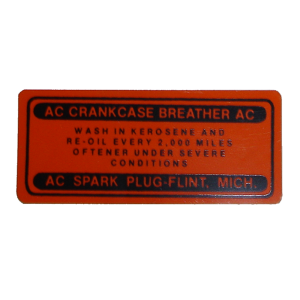 AC CRANKCASE BREATHER AC
WASH IN KEROSENE AND
RE-OIL EVERY 2,000 MILES
OFTENER UNDER SEVERE
CONDITIONS
AC SPARK PLUG-FLINT, MICH.